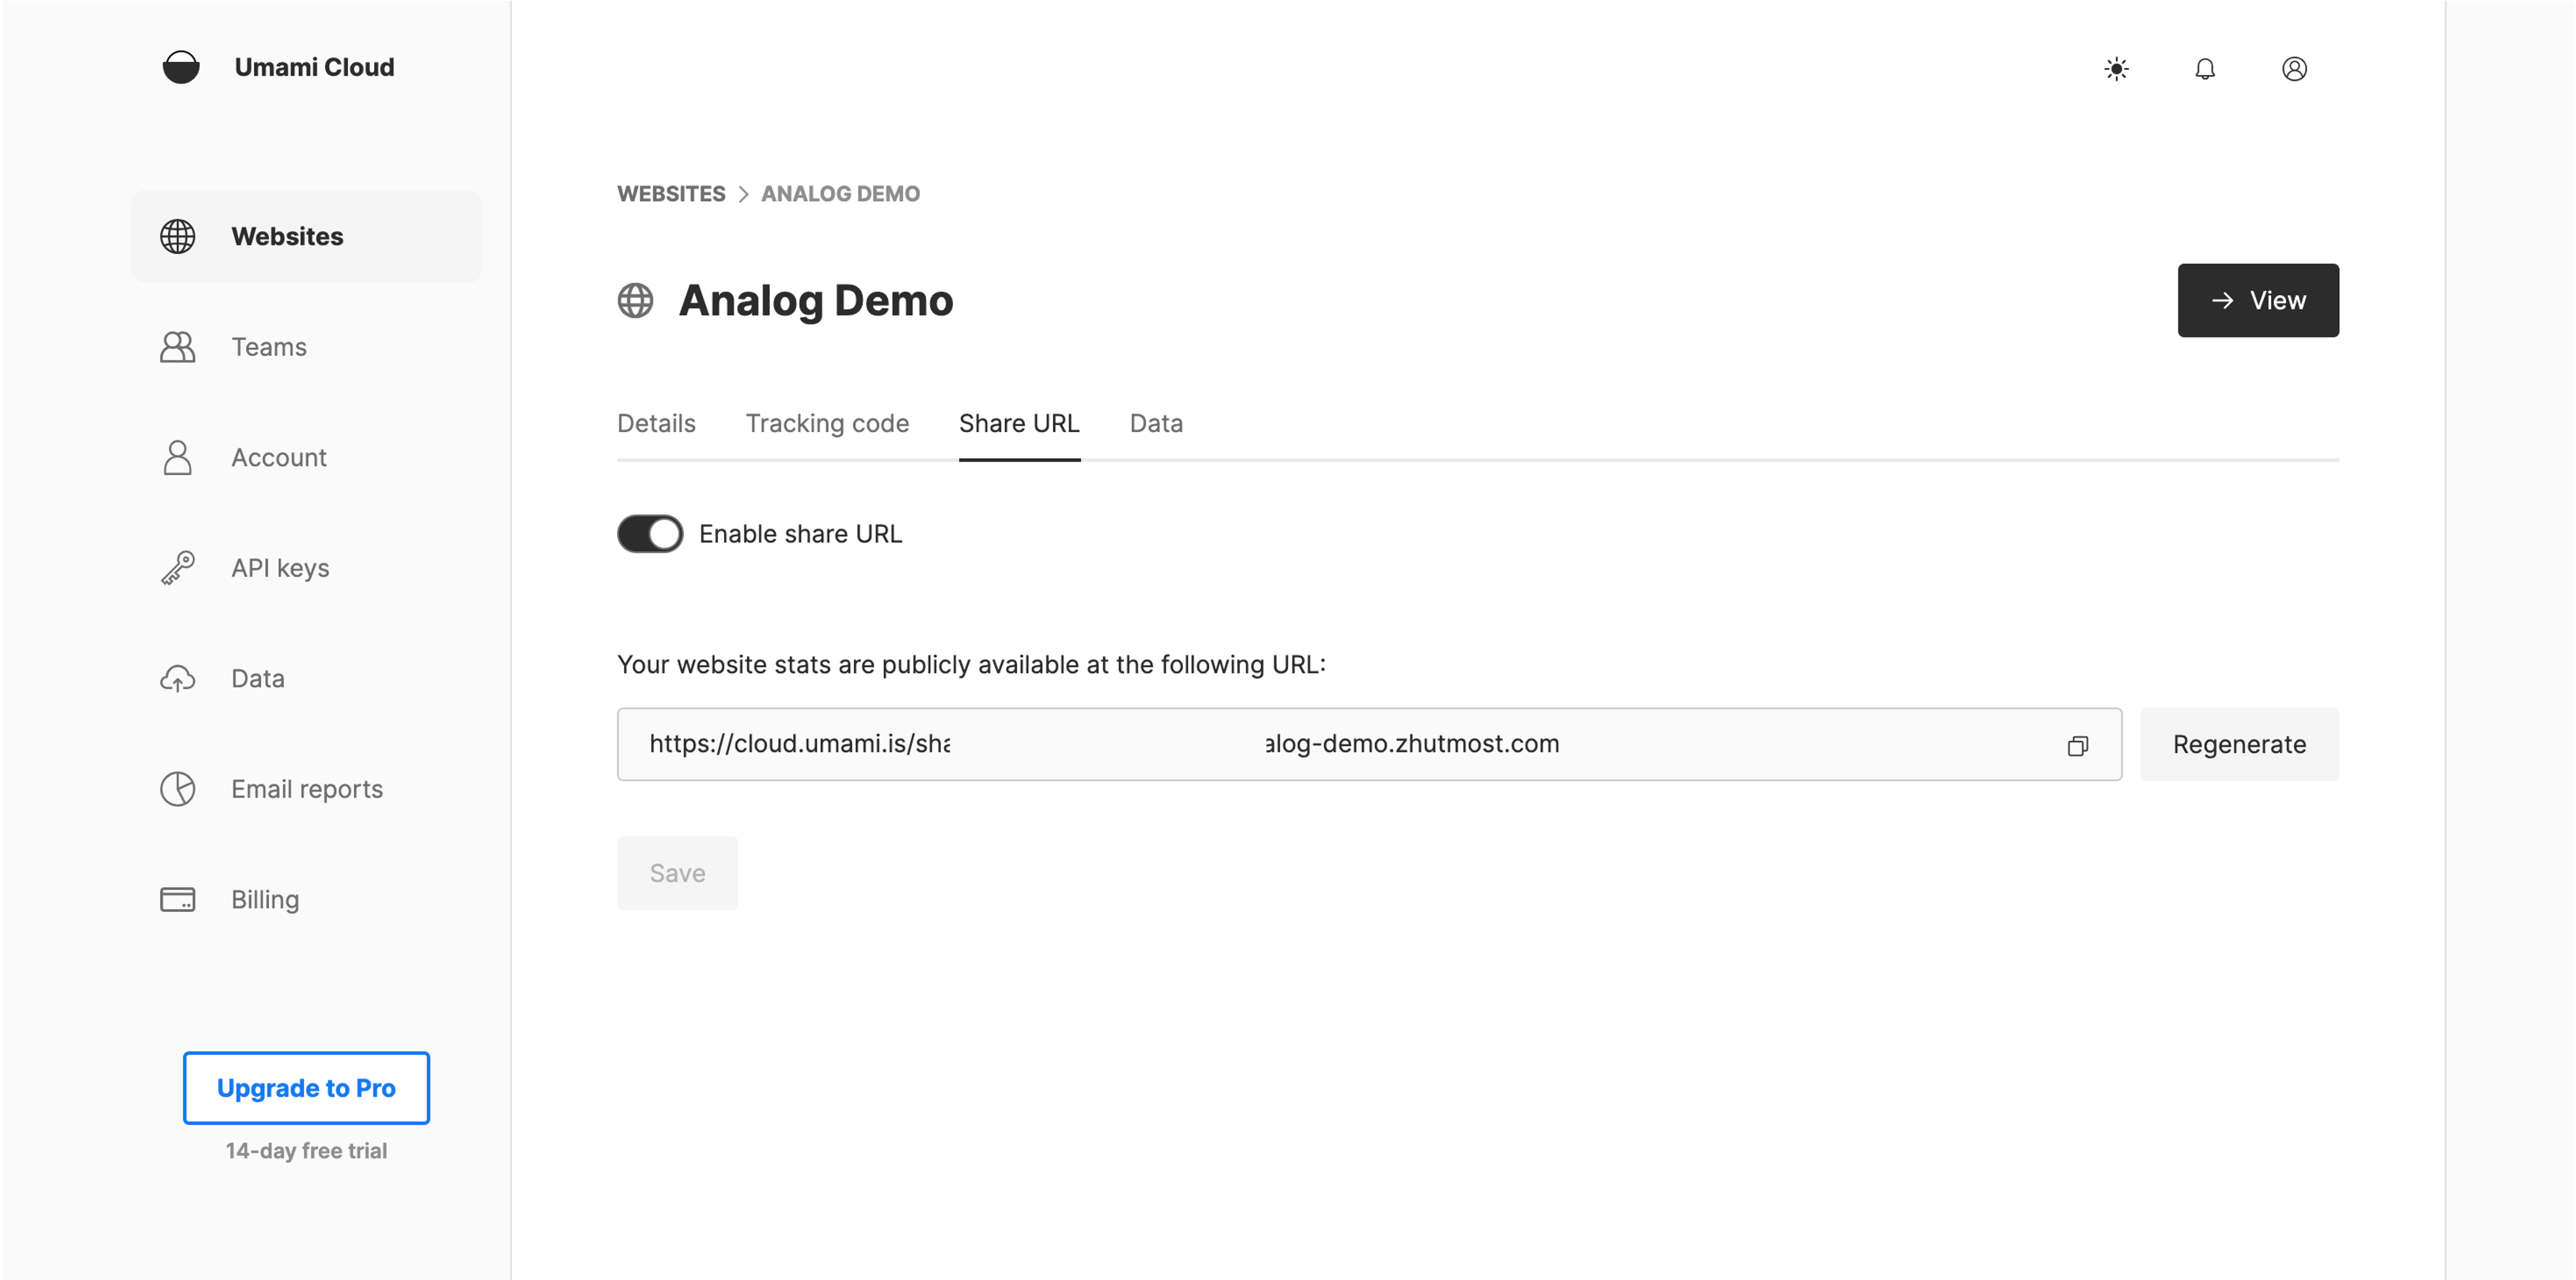 Umami Cloud
Websites
Teams
Account
API keys
Data
Email reports
Billing
Upgrade to Pro
14-day free trial
WEBSITES > ANALOG DEMO
Analog Demo
View
Details Tracking code Share URL Data
Enable share URL
Your website stats are publicly available at the following URL:
https://cloud.umami.is/sha alog-demo.zhutmost.com
Regenerate
Save